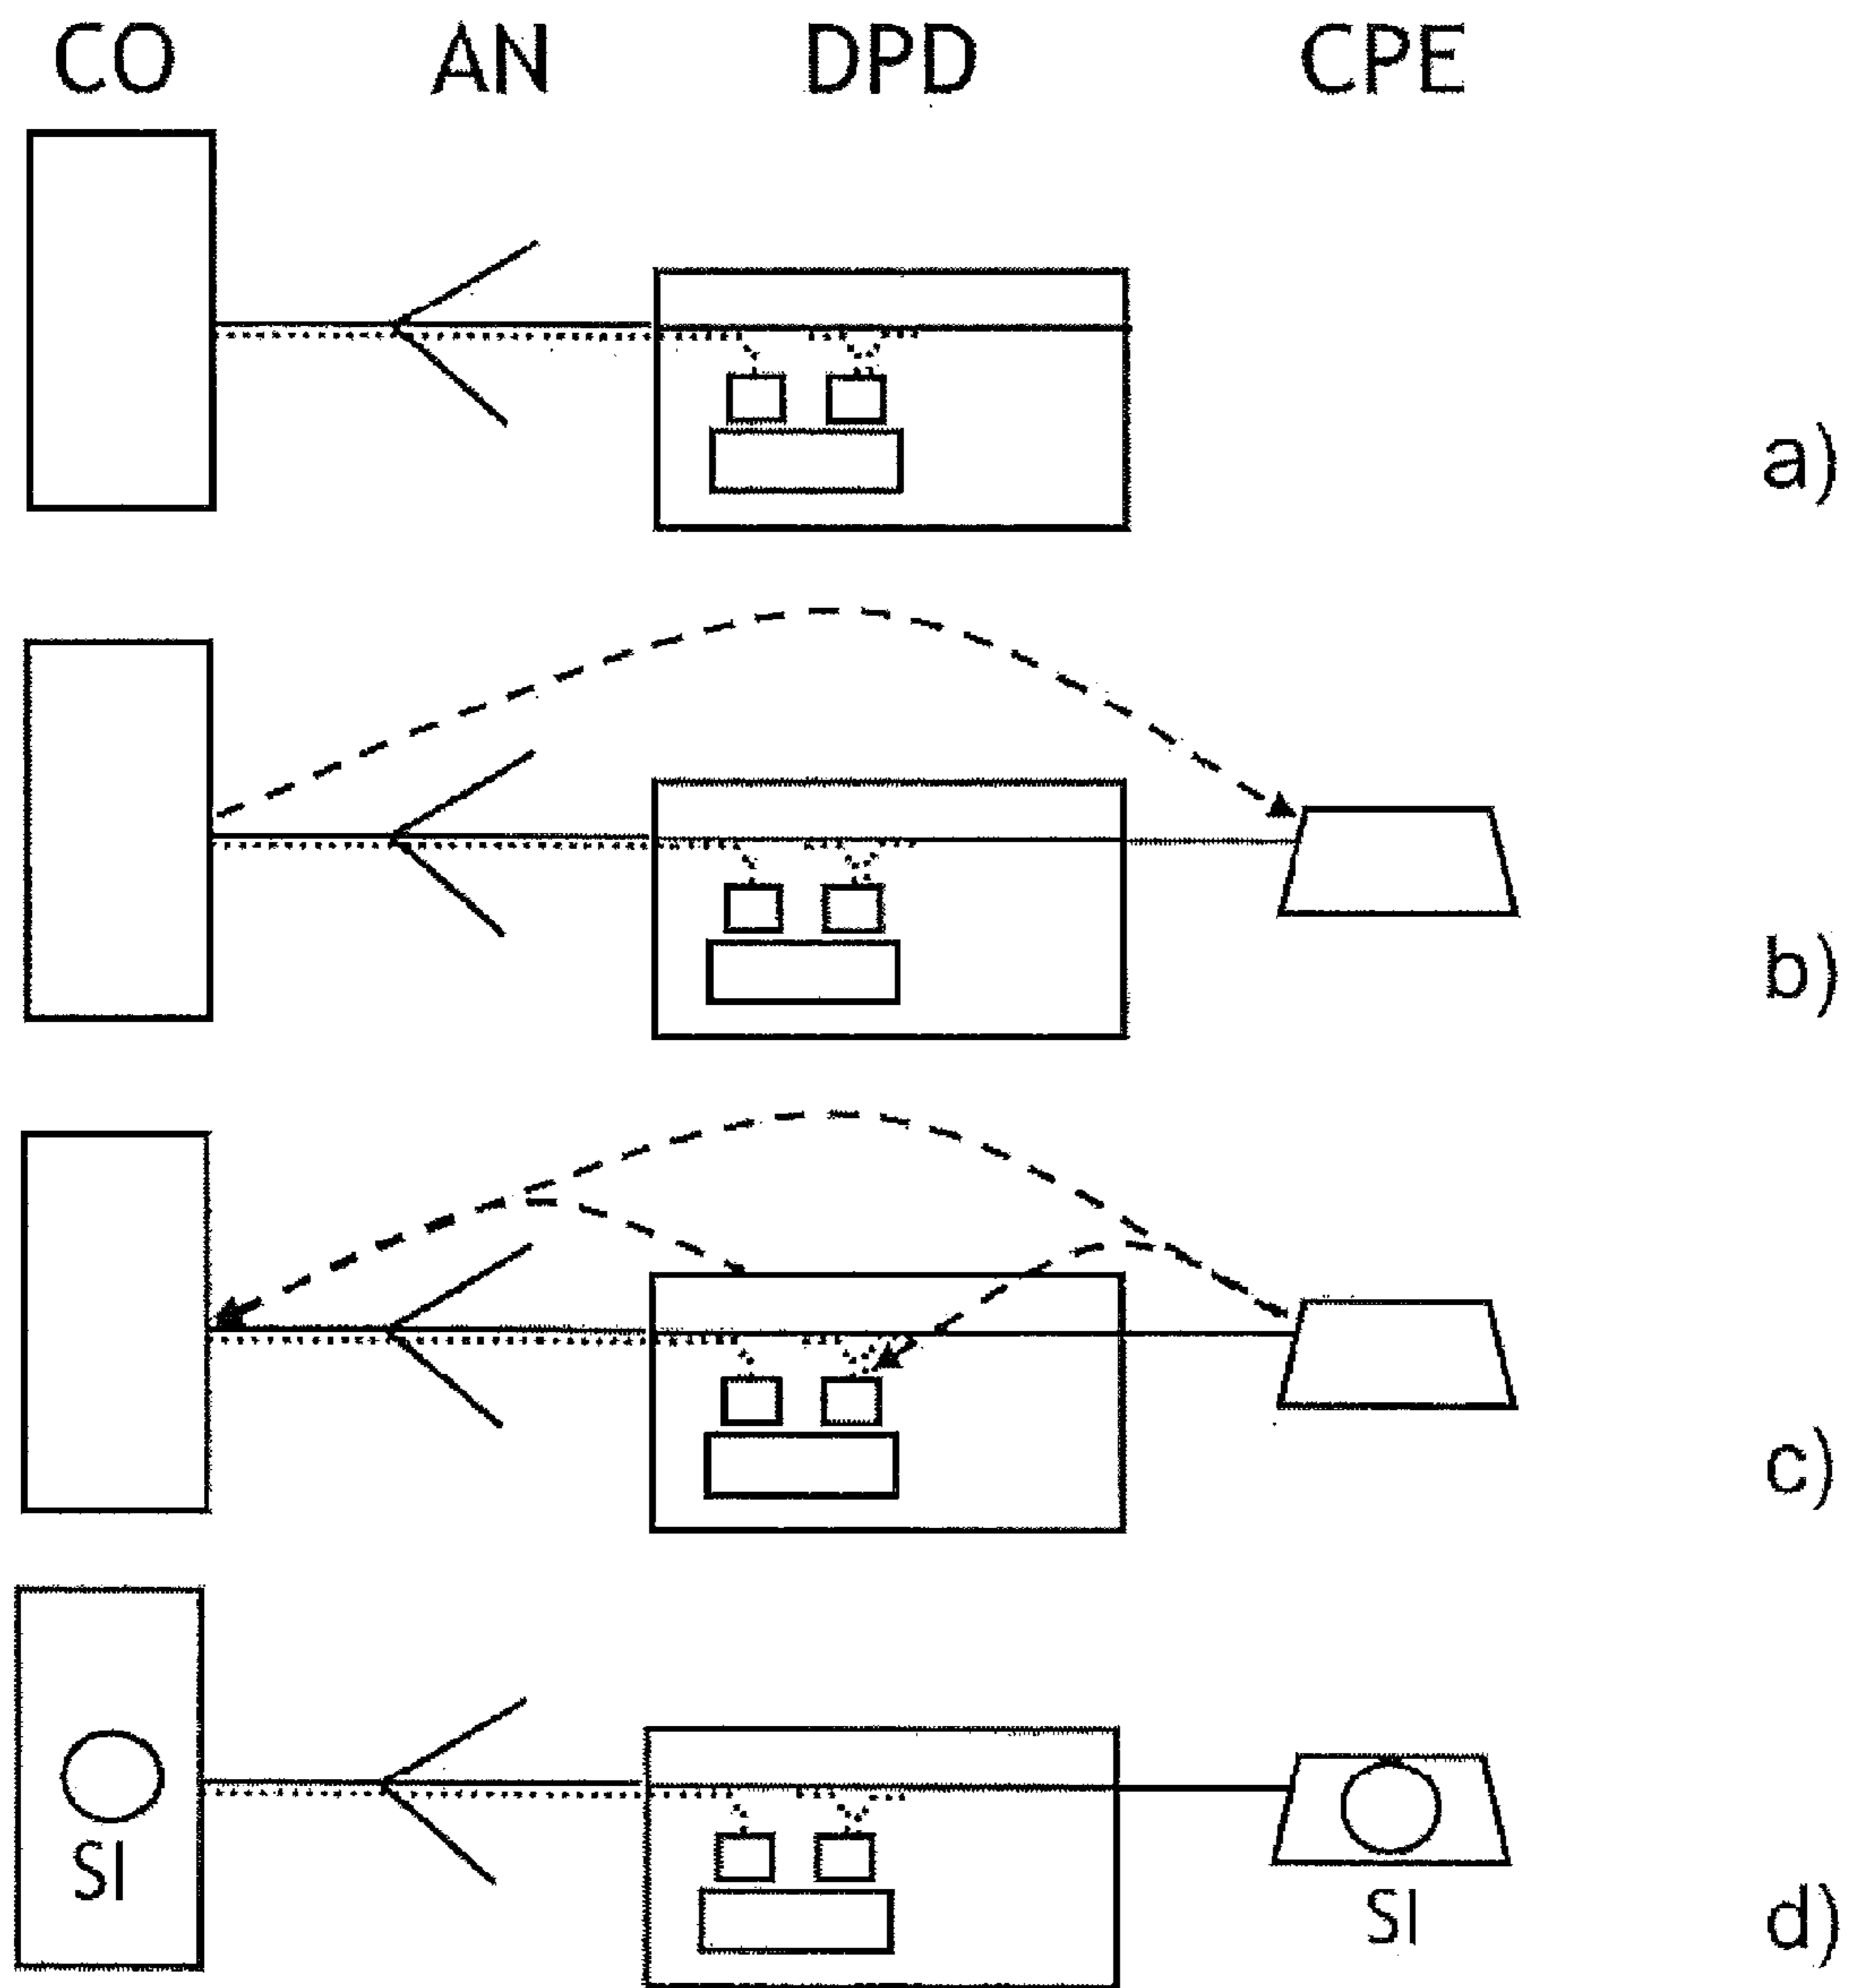 CO AN DPD CPE
a)
b)
c)
SI
SI
d)